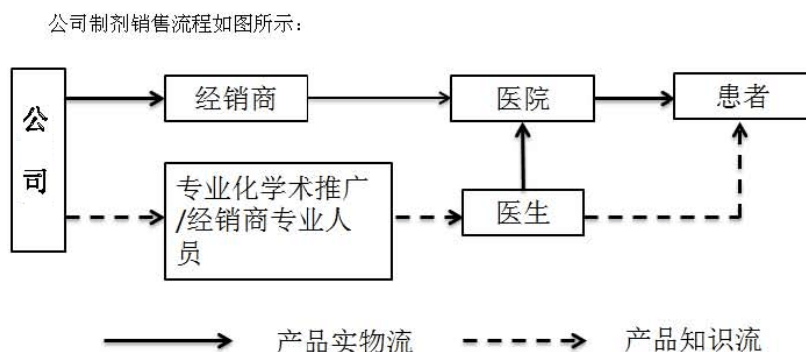 公司制剂销售流程如图所示：
公
司
经销商
医院
患者
专业化学术推广
/经销商专业人
员
医生
产品实物流
产品知识流